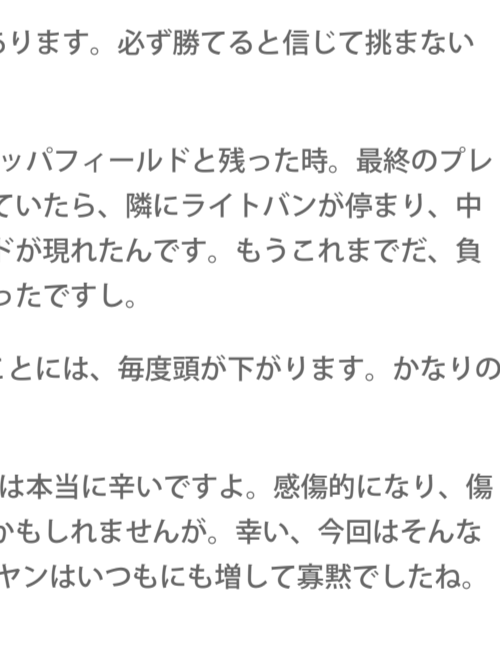 あります。必ず勝てると信じて挑まない
ッパフィールドと残った時。最終のプレ
ていたら、隣にライトバンが停まり、中
ドが現れたんです。もうこれまでだ、負
ったですし。
ことには、毎度頭が下がります。かなりの
は本当に辛いですよ。感傷的になり、傷
かもしれませんが。幸い、今回はそんな
ヤンはいつもにも増して寡黙でしたね。